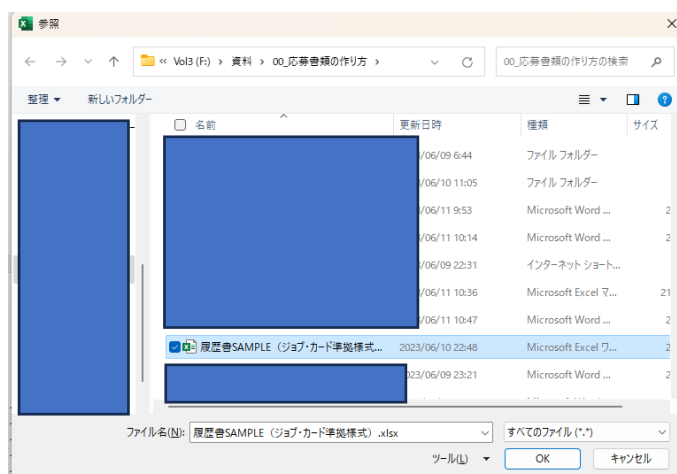 参照
« Vol3 (F:) › 資料 › 00_応募書類の作り方 ›
00_応募書類の作り方の検索
整理 新しいフォルダー
名前 更新日時 種類 サイズ
/06/09 6:44 ファイル フォルダー
/06/10 11:05 ファイル フォルダー
/06/11 9:53 Microsoft Word ... 2
/06/11 10:14 Microsoft Word ... 2
/06/09 22:31 インターネット ショート...
/06/11 10:36 Microsoft Excel マ... 21
/06/11 10:47 Microsoft Word ... 2
履歴書SAMPLE（ジョブ・カード準拠様式... 2023/06/10 22:48 Microsoft Excel ワ... 2
2023/06/09 23:21 Microsoft Word ... 2
ファイル名(N): 履歴書SAMPLE（ジョブ・カード準拠様式）.xlsx すべてのファイル (*.*)
ツール(L) OK キャンセル